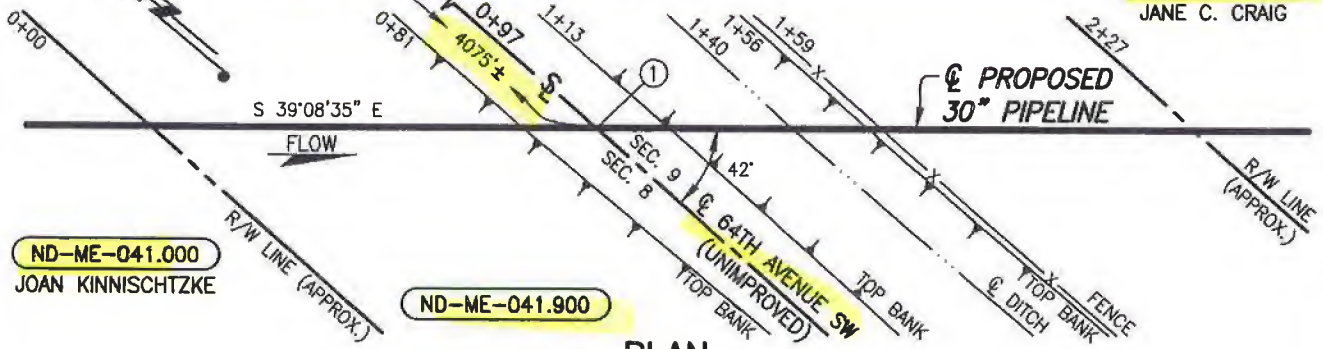 JANE C. CRAIG
0+00
0+81
4075'±
0+97
1+13
1+40
1+56
1+59
2+27
1
℄ PROPOSED
30" PIPELINE
S 39°08'35" E
FLOW
SEC. 9
SEC. 8
42°
R/W LINE
(APPROX.)
ND-ME-041.000
JOAN KINNISCHTZKE
R/W LINE (APPROX.)
ND-ME-041.900
TOP BANK
℄ 64TH AVENUE SW
(UNIMPROVED)
TOP BANK
℄ DITCH
TOP BANK
FENCE
X
X
X
PLAN